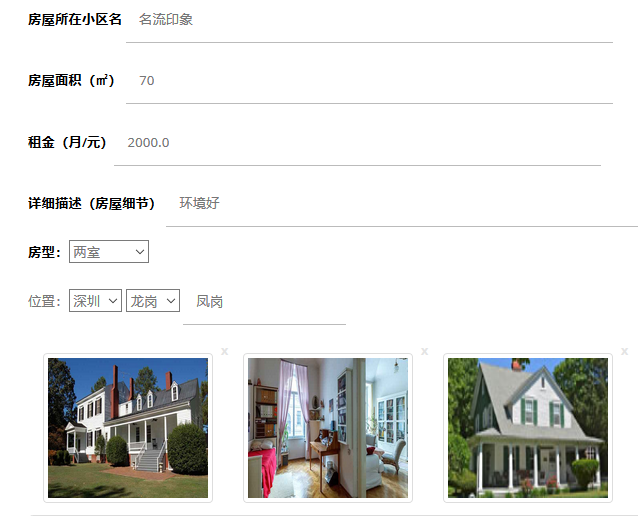 房屋所在小区名 名流印象
房屋面积（㎡） 70
租金（月/元） 2000.0
详细描述（房屋细节） 环境好
房型： 两室
位置： 深圳 龙岗 凤岗
x x x